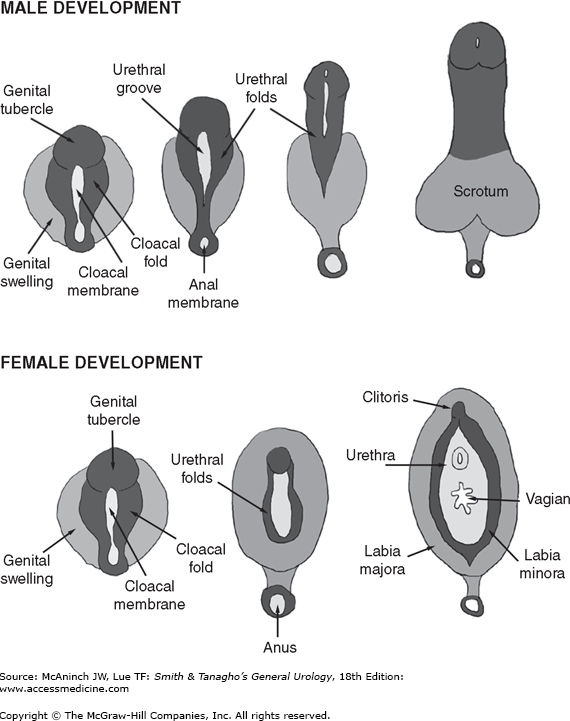 MALE DEVELOPMENT
Genital
tubercle
Urethral
groove
Urethral
folds
Scrotum
Genital
swelling
Cloacal
membrane
Cloacal
fold
Anal
membrane
FEMALE DEVELOPMENT
Genital
tubercle
Urethral
folds
Clitoris
Urethra
Vagian
Genital
swelling
Cloacal
membrane
Cloacal
fold
Labia
majora
Labia
minora
Anus
Source: McAninch JW, Lue TF: Smith & Tanagho's General Urology, 18th Edition:
www.accessmedicine.com
Copyright © The McGraw-Hill Companies, Inc. All rights reserved.